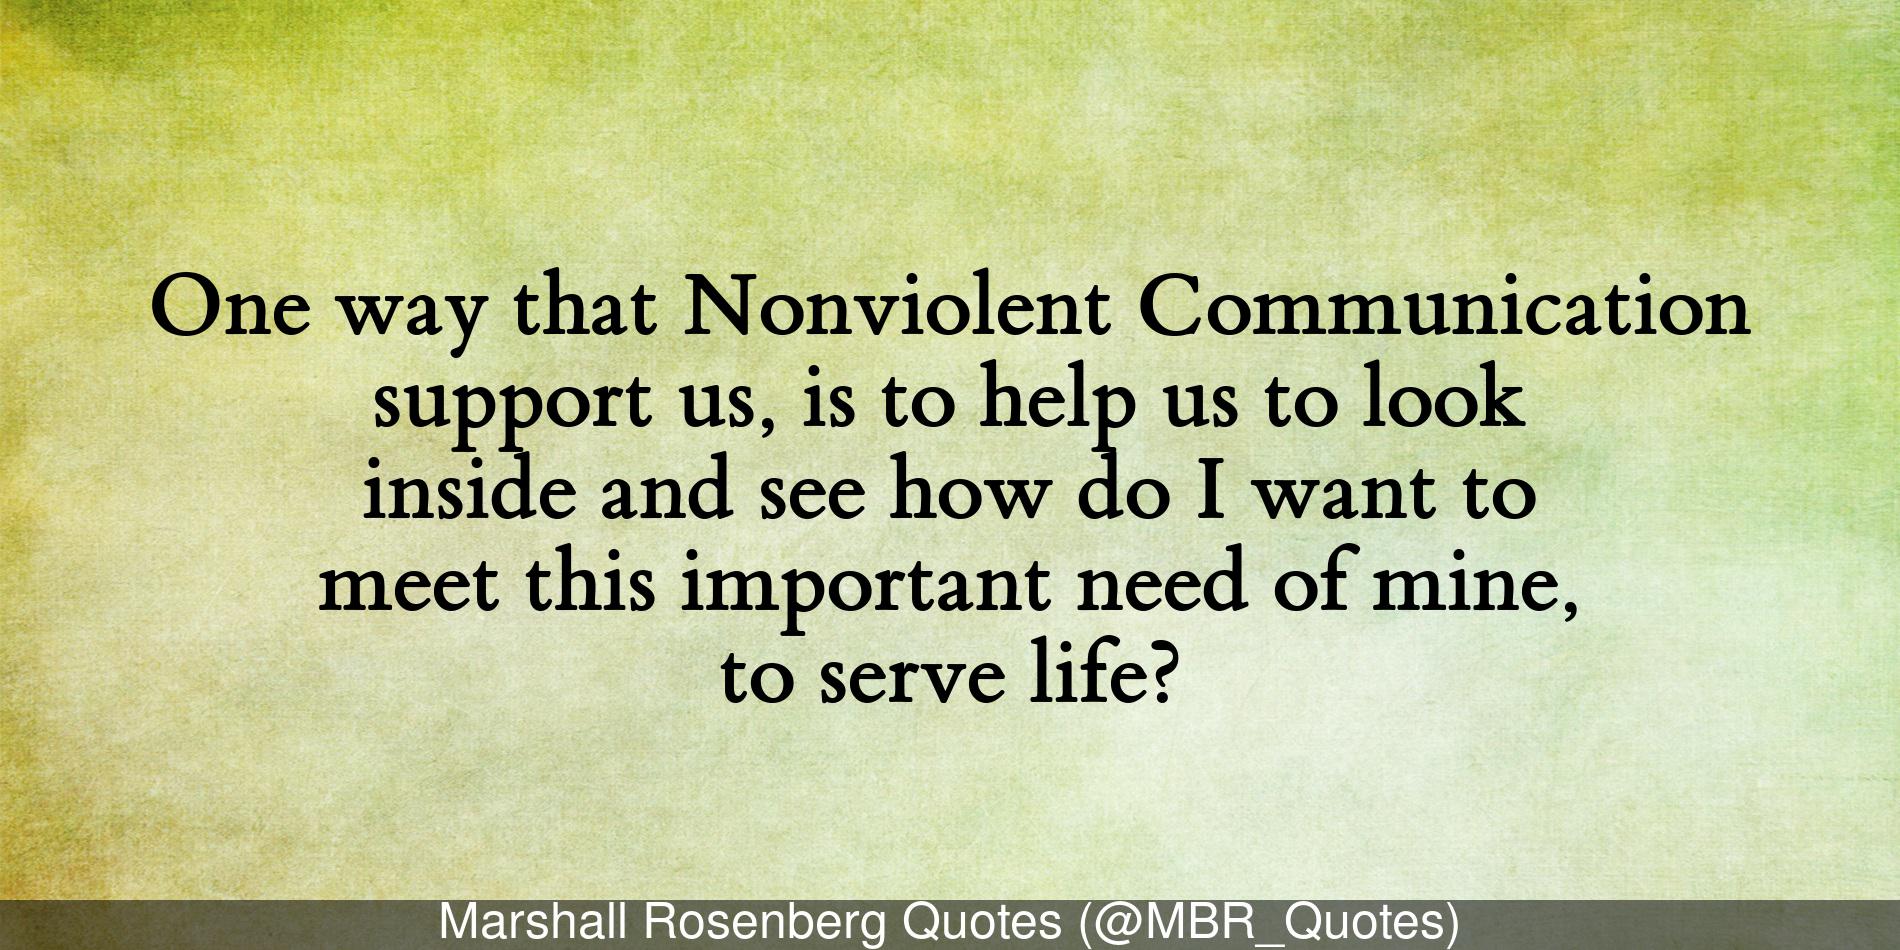 One way that Nonviolent Communication
support us, is to help us to look
inside and see how do I want to
meet this important need of mine,
to serve life?
Marshall Rosenberg Quotes (@MBR_Quotes)